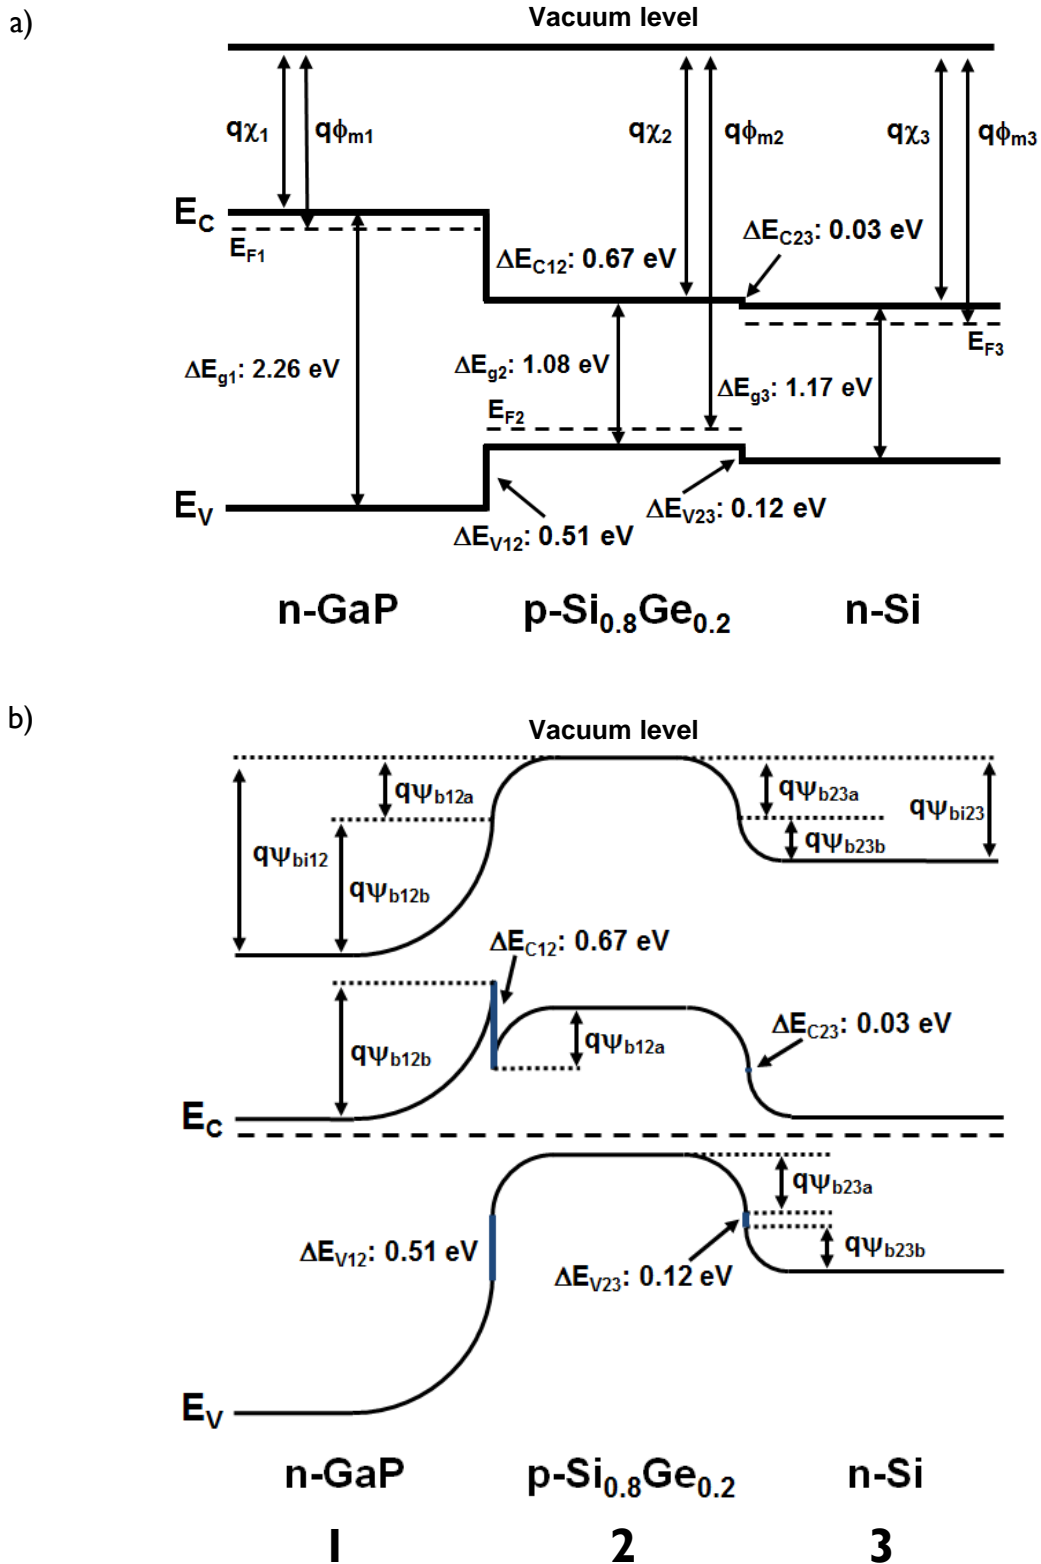 a)
Vacuum level
qχ1 qϕm1 qχ2 qϕm2 qχ3 qϕm3
EC
EF1
ΔEC12: 0.67 eV
ΔEC23: 0.03 eV
EF3
ΔEg1: 2.26 eV
ΔEg2: 1.08 eV
ΔEg3: 1.17 eV
EF2
EV
ΔEV12: 0.51 eV
ΔEV23: 0.12 eV
n-GaP p-Si0.8Ge0.2 n-Si
b)
Vacuum level
qψb12a
qψb23a
qψbi23
qψbi12
qψb12b
qψb23b
ΔEC12: 0.67 eV
qψb12b
qψb12a
ΔEC23: 0.03 eV
EC
qψb23a
ΔEV12: 0.51 eV
ΔEV23: 0.12 eV
qψb23b
EV
n-GaP p-Si0.8Ge0.2 n-Si
1 2 3